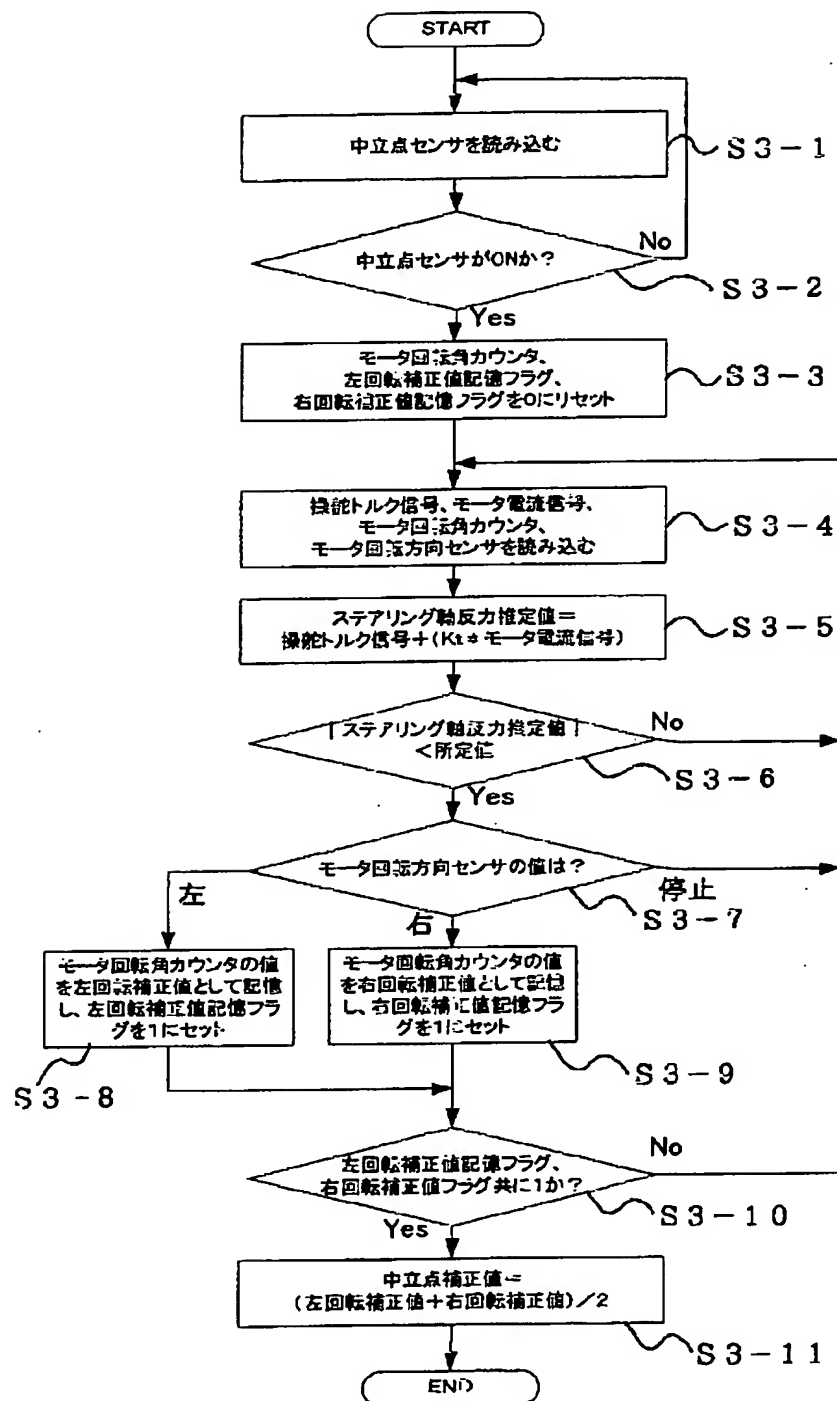 START
中立点センサを読み込む
S3-1
中立点センサがONか?
No
S3-2
Yes
モータ回転角カウンタ、
左回転補正値記憶フラグ、
右回転補正値記憶フラグを0にリセット
S3-3
操舵トルク信号、モータ電流信号、
モータ回転角カウンタ、
モータ回転方向センサを読み込む
S3-4
ステアリング軸反力推定値=
操舵トルク信号+(Kt*モータ電流信号)
S3-5
|ステアリング軸反力推定値|
<所定値
No
S3-6
Yes
モータ回転方向センサの値は?
左
右
停止
S3-7
モータ回転角カウンタの値
を左回転補正値として記憶
し、左回転補正値記憶フラ
グを1にセット
S3-8
モータ回転角カウンタの値
を右回転補正値として記憶
し、右回転補正値記憶フラ
グを1にセット
S3-9
左回転補正値記憶フラグ、
右回転補正値フラグ共に1か?
No
S3-10
Yes
中立点補正値=
(左回転補正値+右回転補正値)/2
S3-11
END